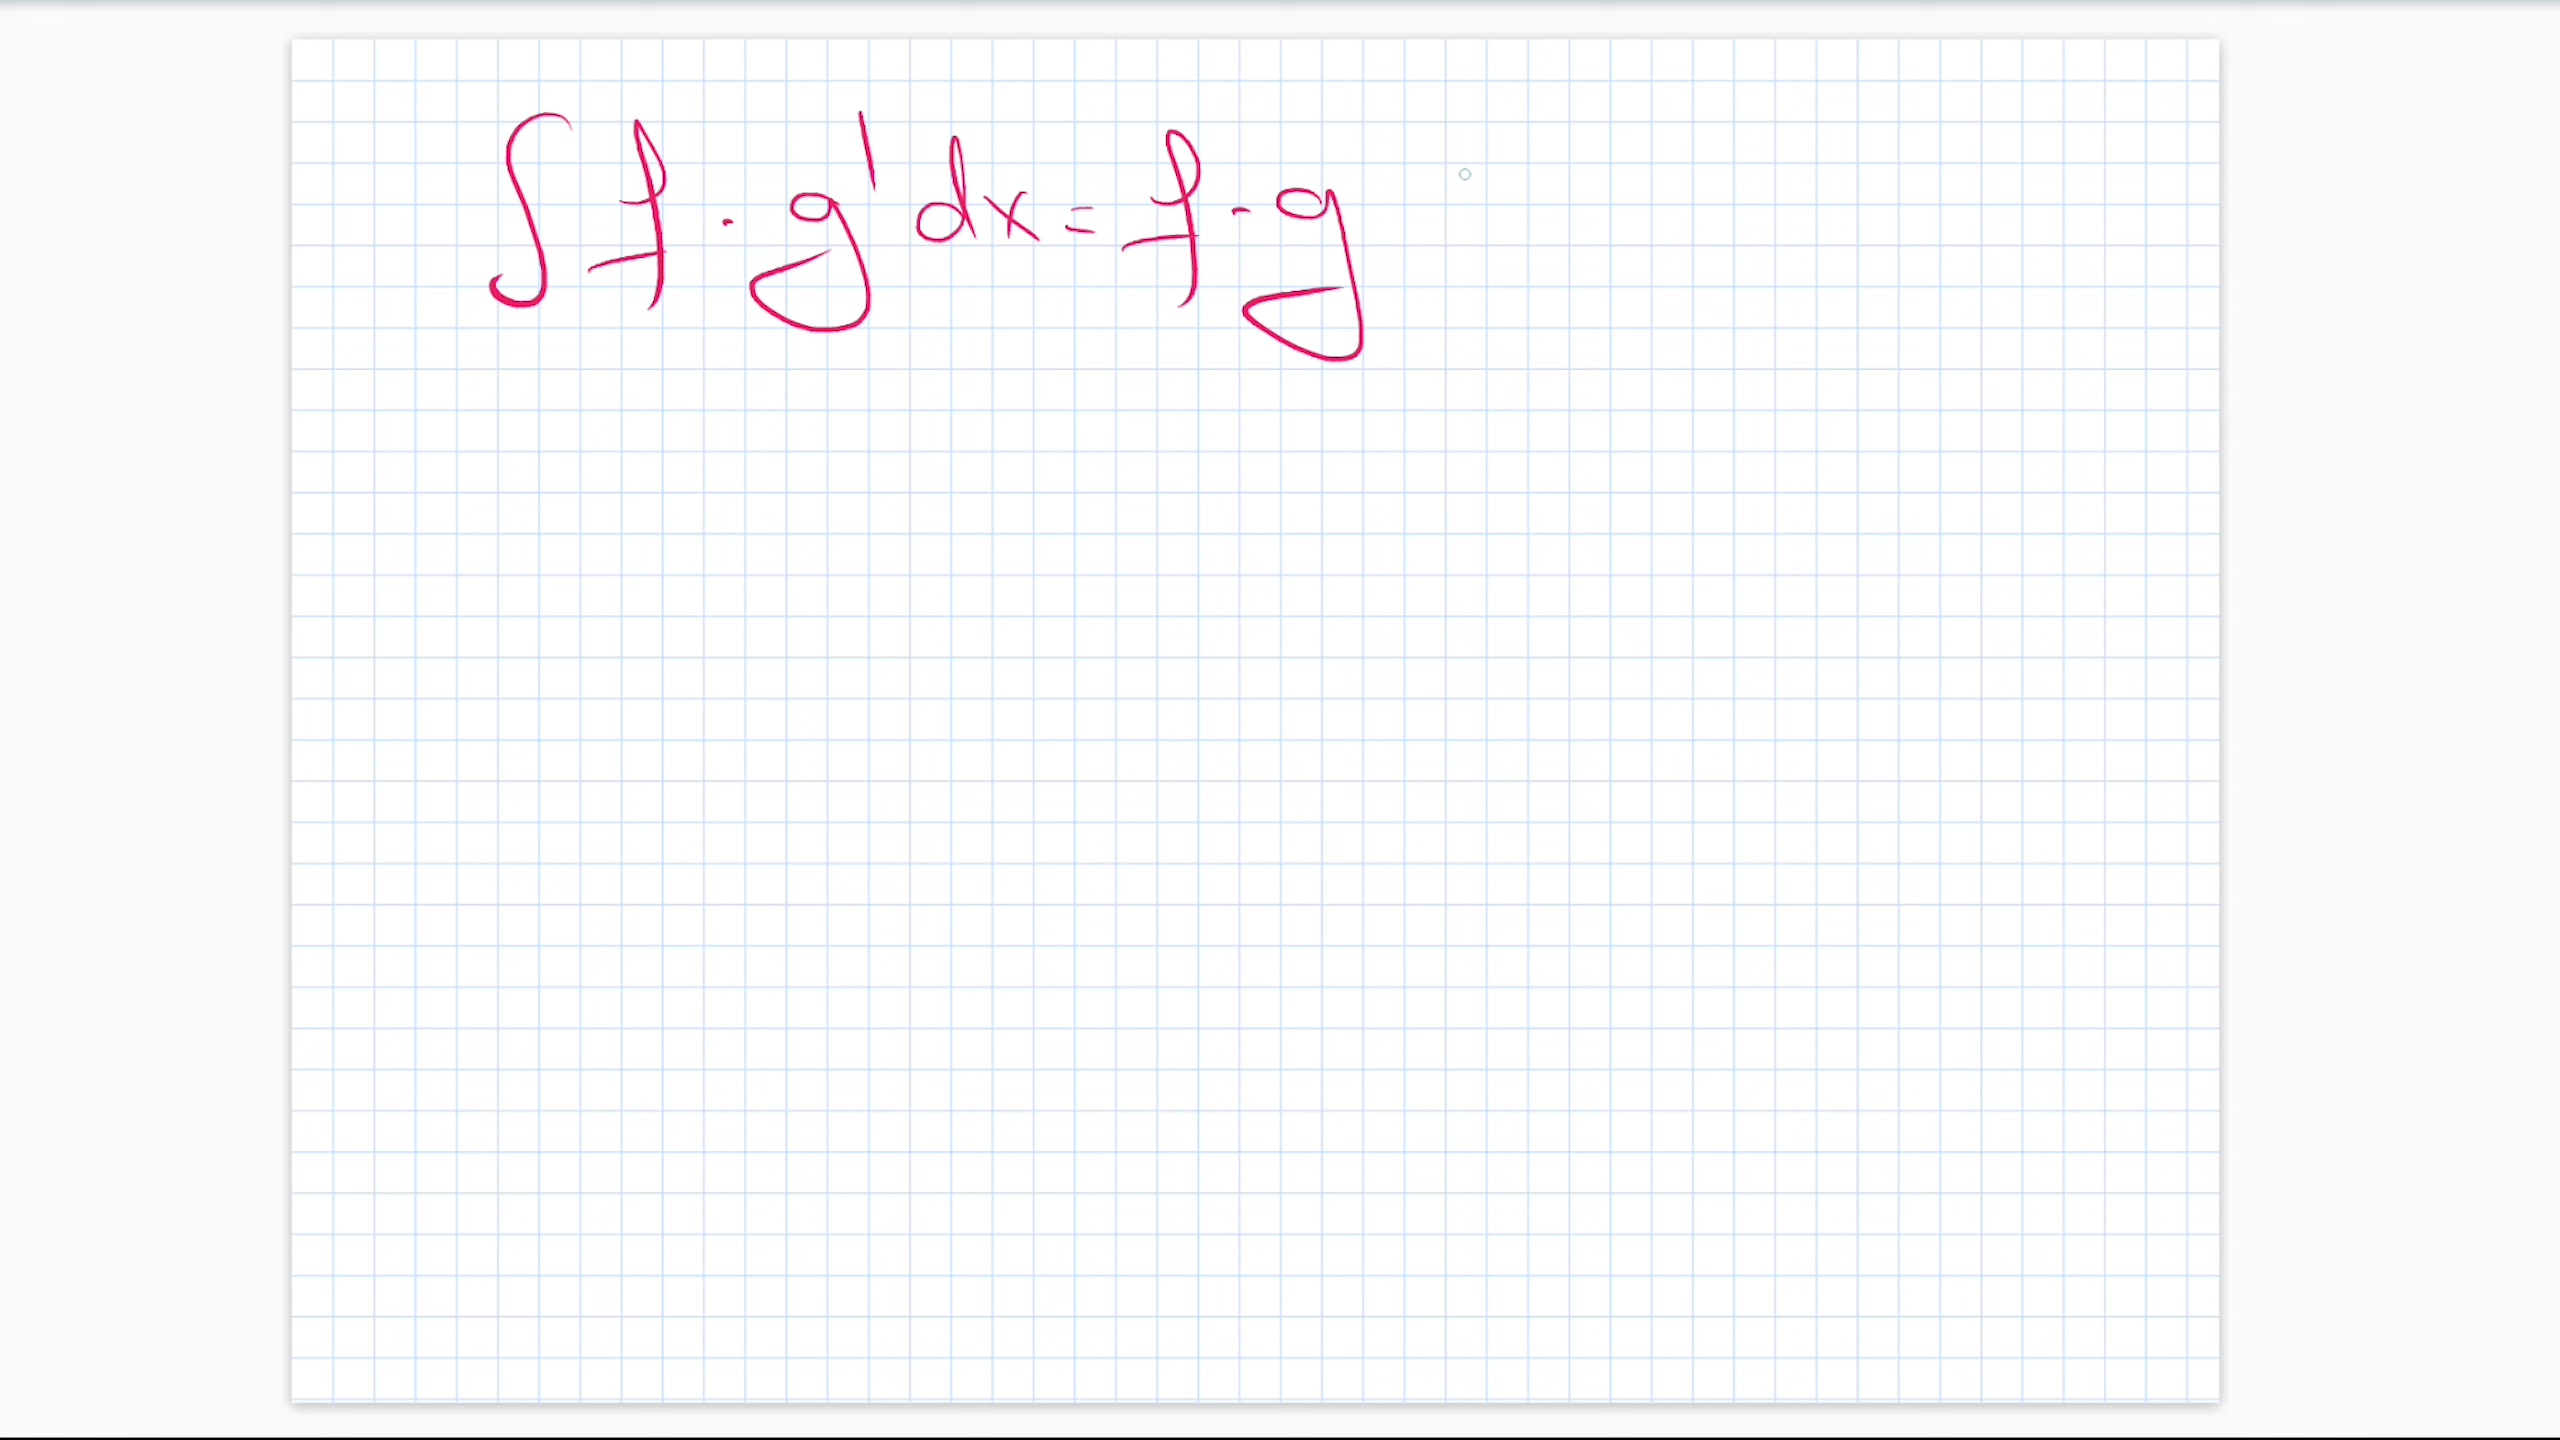 ∫ f · g' dx = f · g